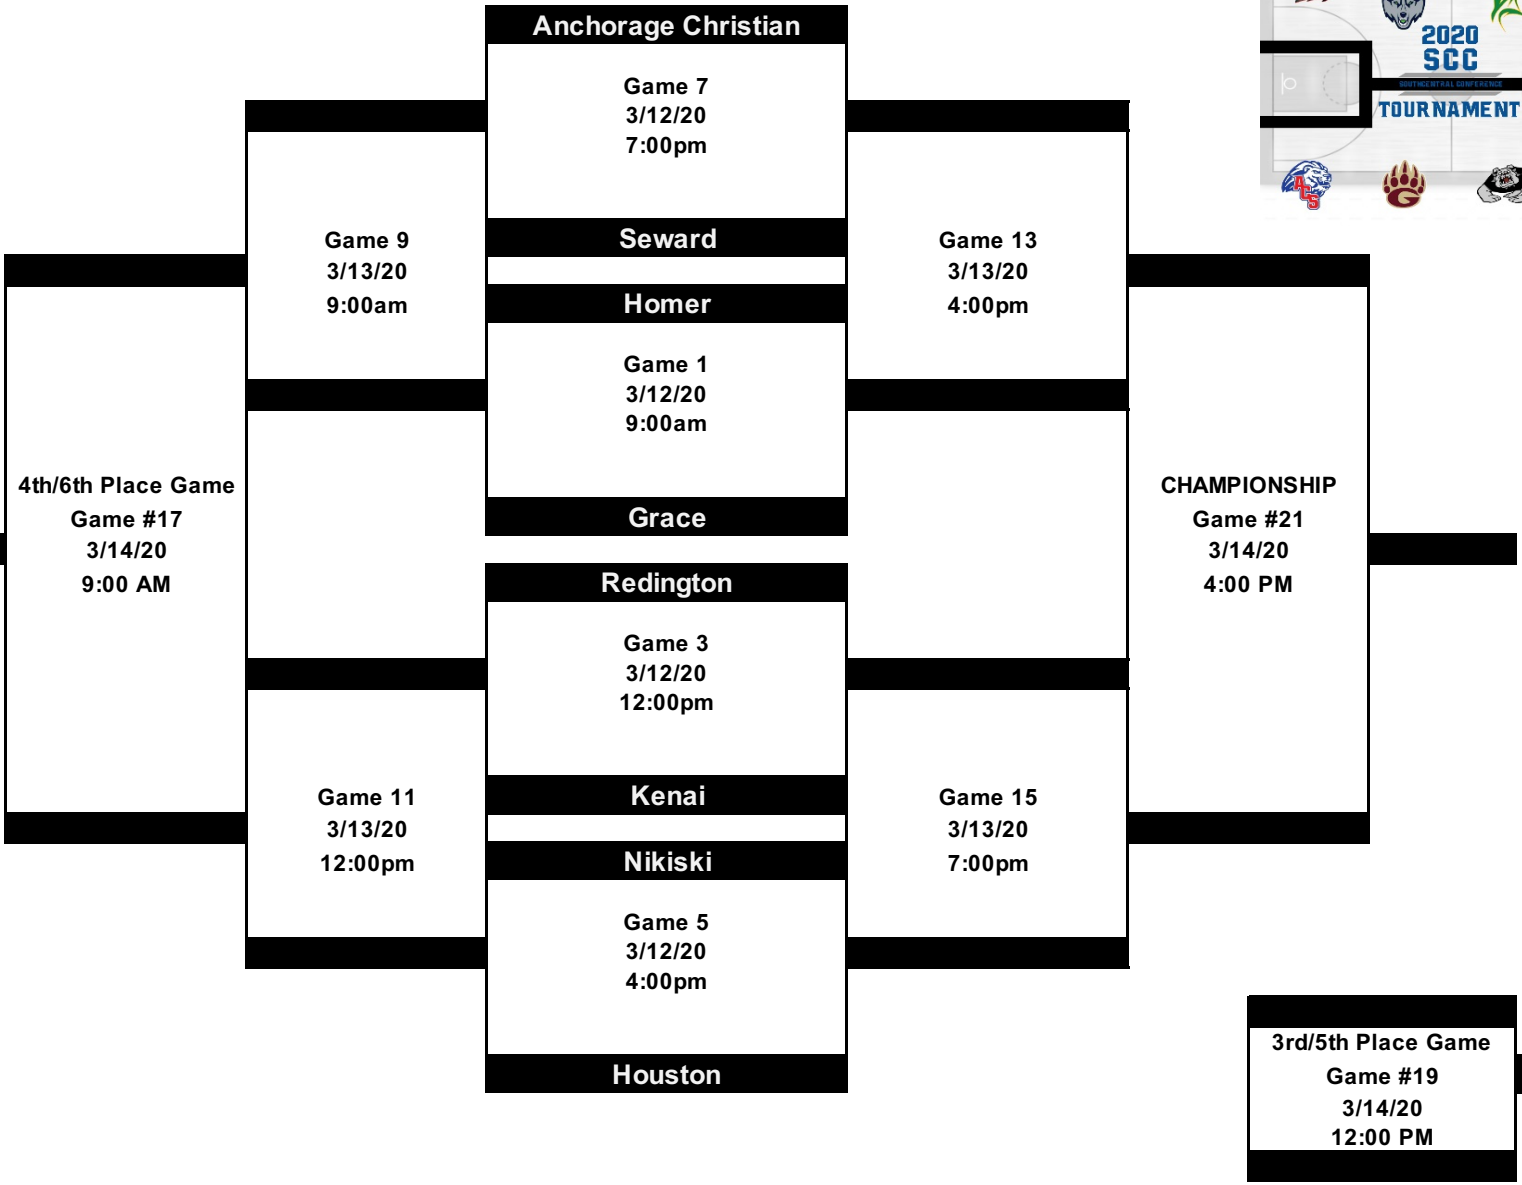 Anchorage Christian
Game 7
3/12/20
7:00pm
2020
SCC
SOUTHCENTRAL CONFERENCE
TOURNAMENT
ACS
G
Game 9
3/13/20
9:00am
Seward
Homer
Game 13
3/13/20
4:00pm
Game 1
3/12/20
9:00am
Grace
4th/6th Place Game
Game #17
3/14/20
9:00 AM
CHAMPIONSHIP
Game #21
3/14/20
4:00 PM
Redington
Game 3
3/12/20
12:00pm
Kenai
Nikiski
Game 11
3/13/20
12:00pm
Game 15
3/13/20
7:00pm
Game 5
3/12/20
4:00pm
Houston
3rd/5th Place Game
Game #19
3/14/20
12:00 PM